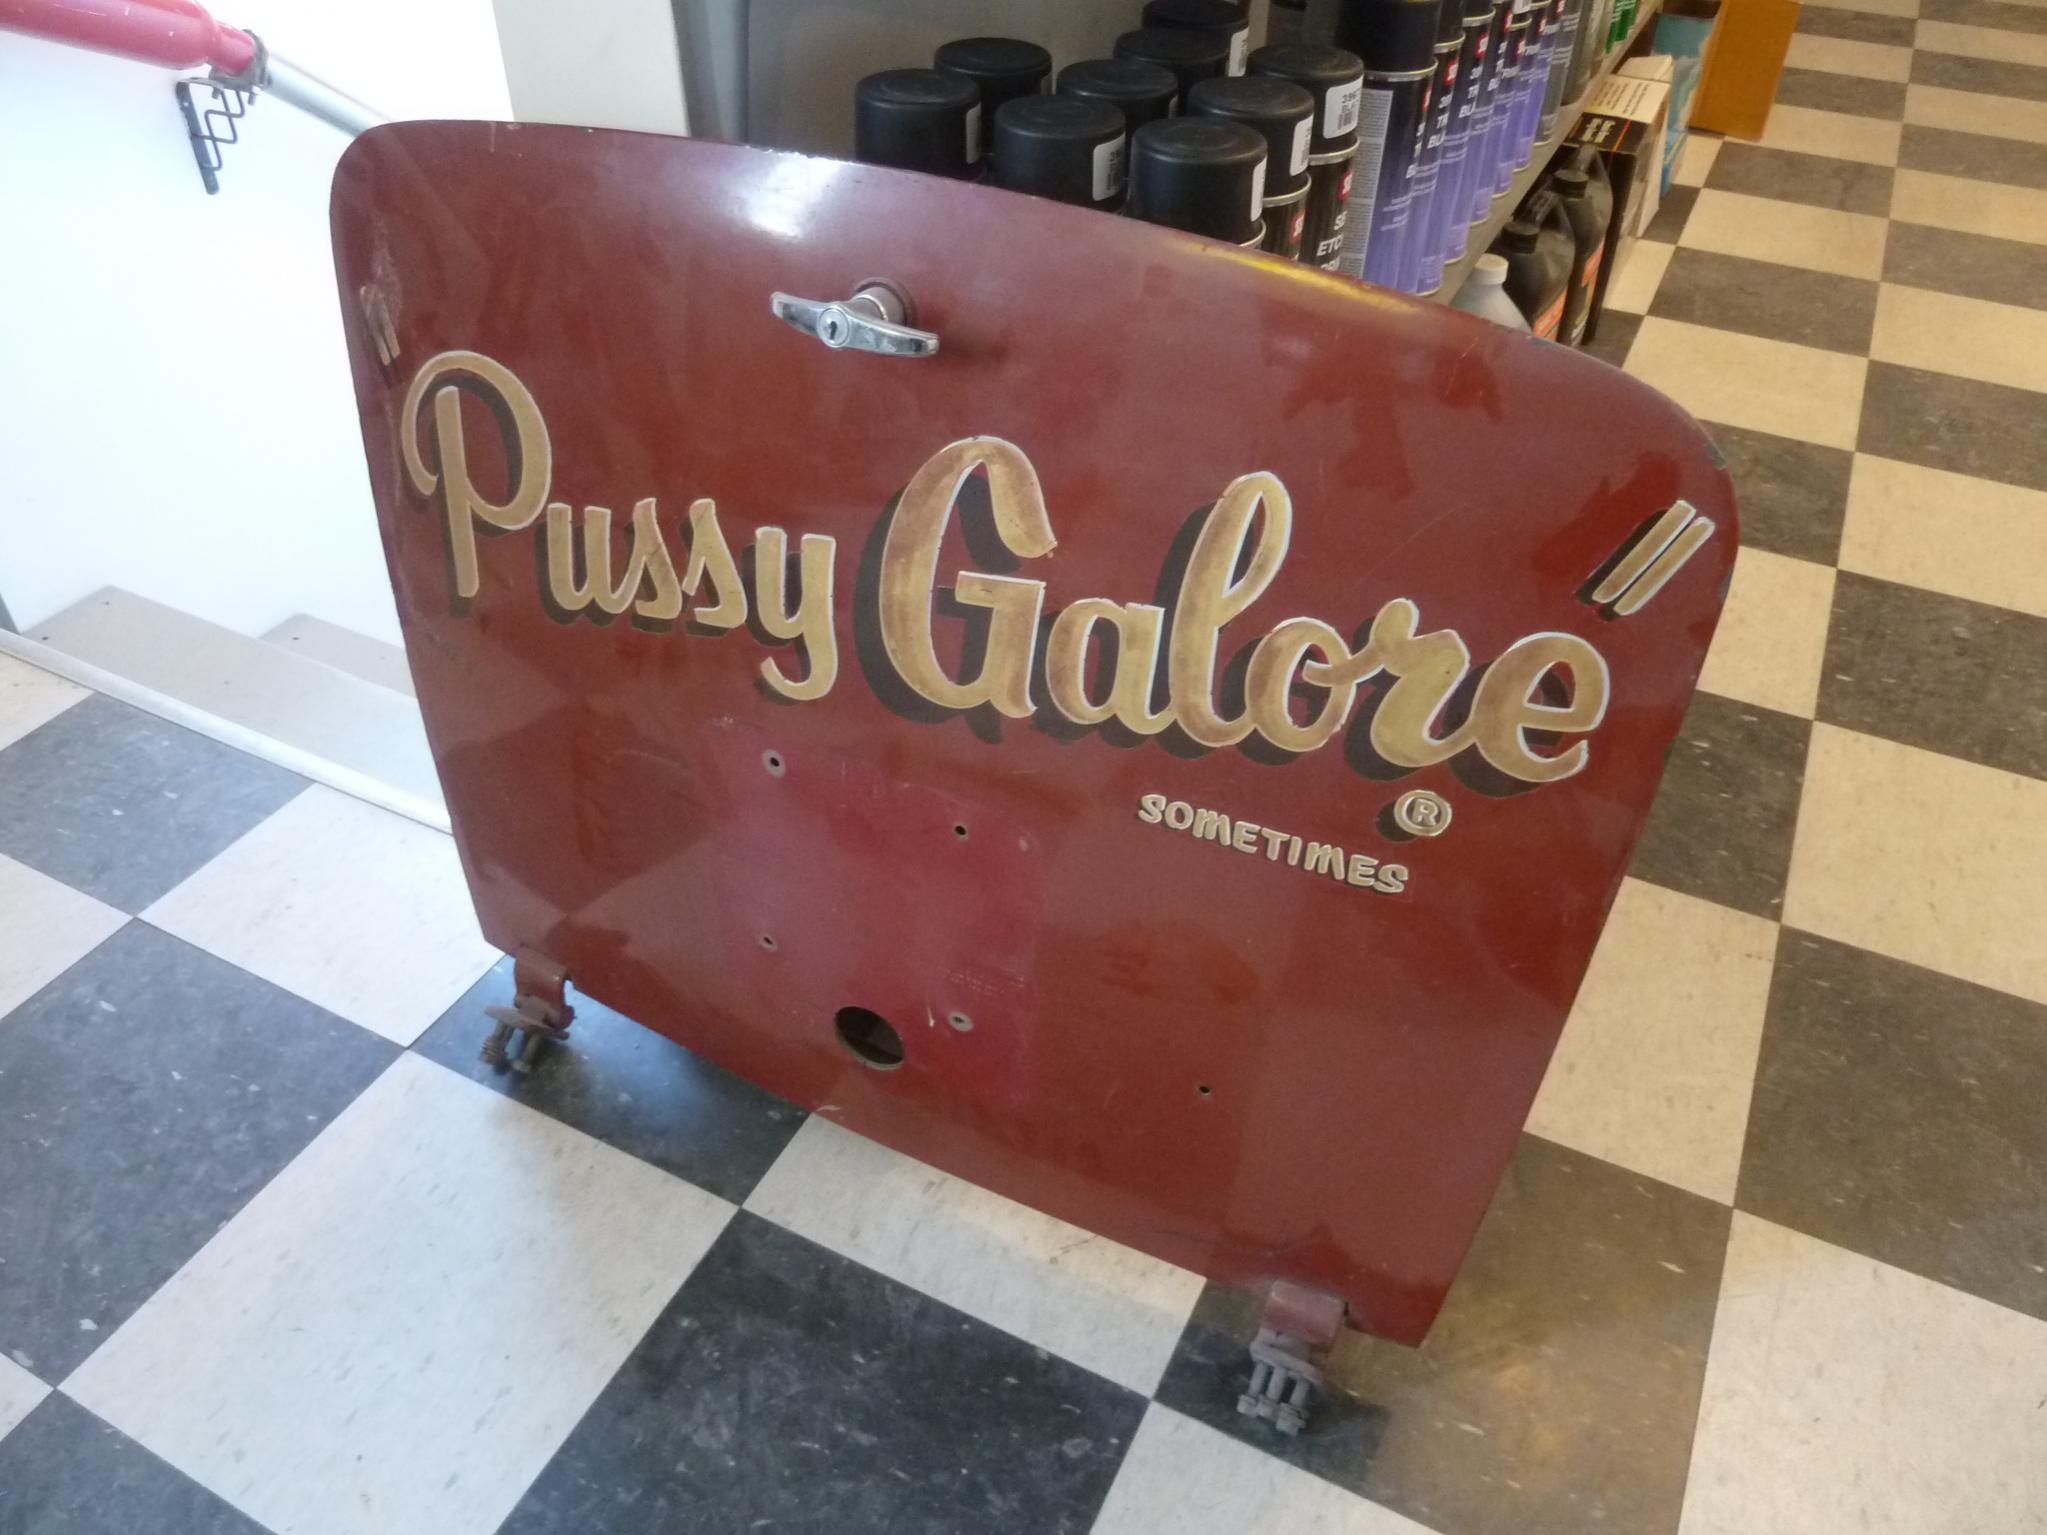 "Pussy Galore"
®
SOMETIMES